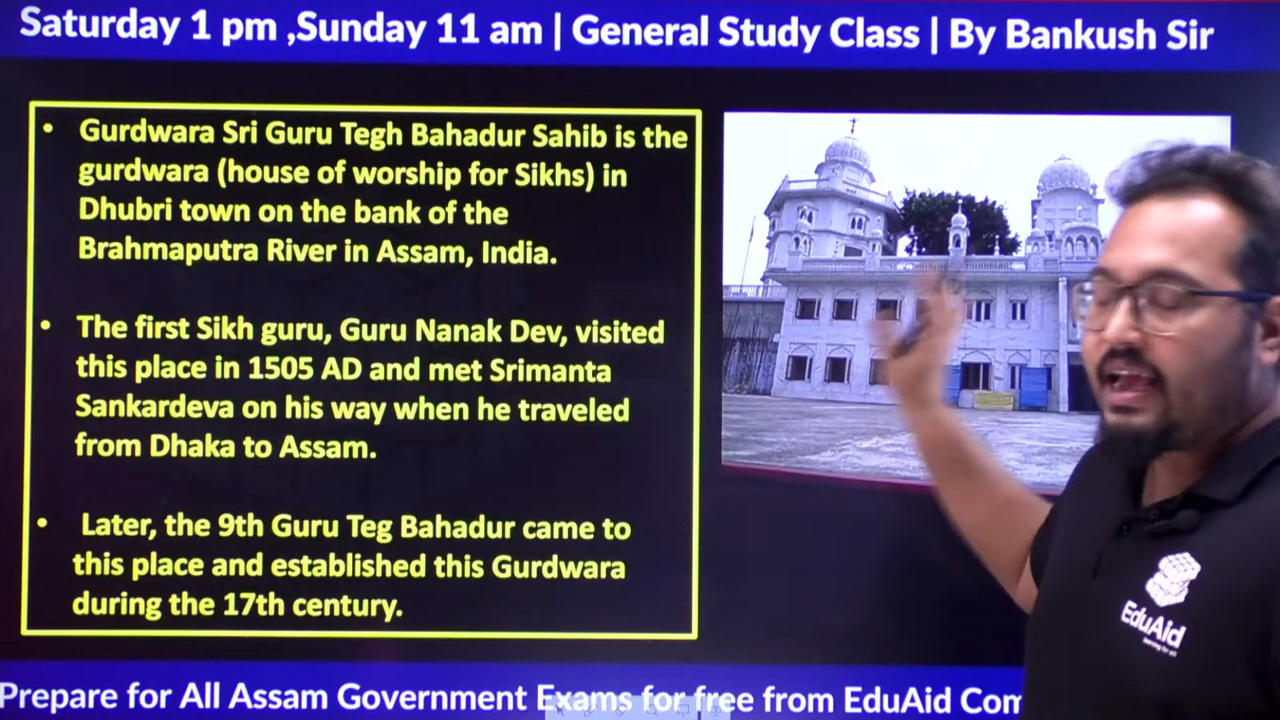 Saturday 1 pm ,Sunday 11 am | General Study Class | By Bankush Sir
• Gurdwara Sri Guru Tegh Bahadur Sahib is the
gurdwara (house of worship for Sikhs) in
Dhubri town on the bank of the
Brahmaputra River in Assam, India.
• The first Sikh guru, Guru Nanak Dev, visited
this place in 1505 AD and met Srimanta
Sankardeva on his way when he traveled
from Dhaka to Assam.
• Later, the 9th Guru Teg Bahadur came to
this place and established this Gurdwara
during the 17th century.
EduAid
Prepare for All Assam Government Exams for free from EduAid Com